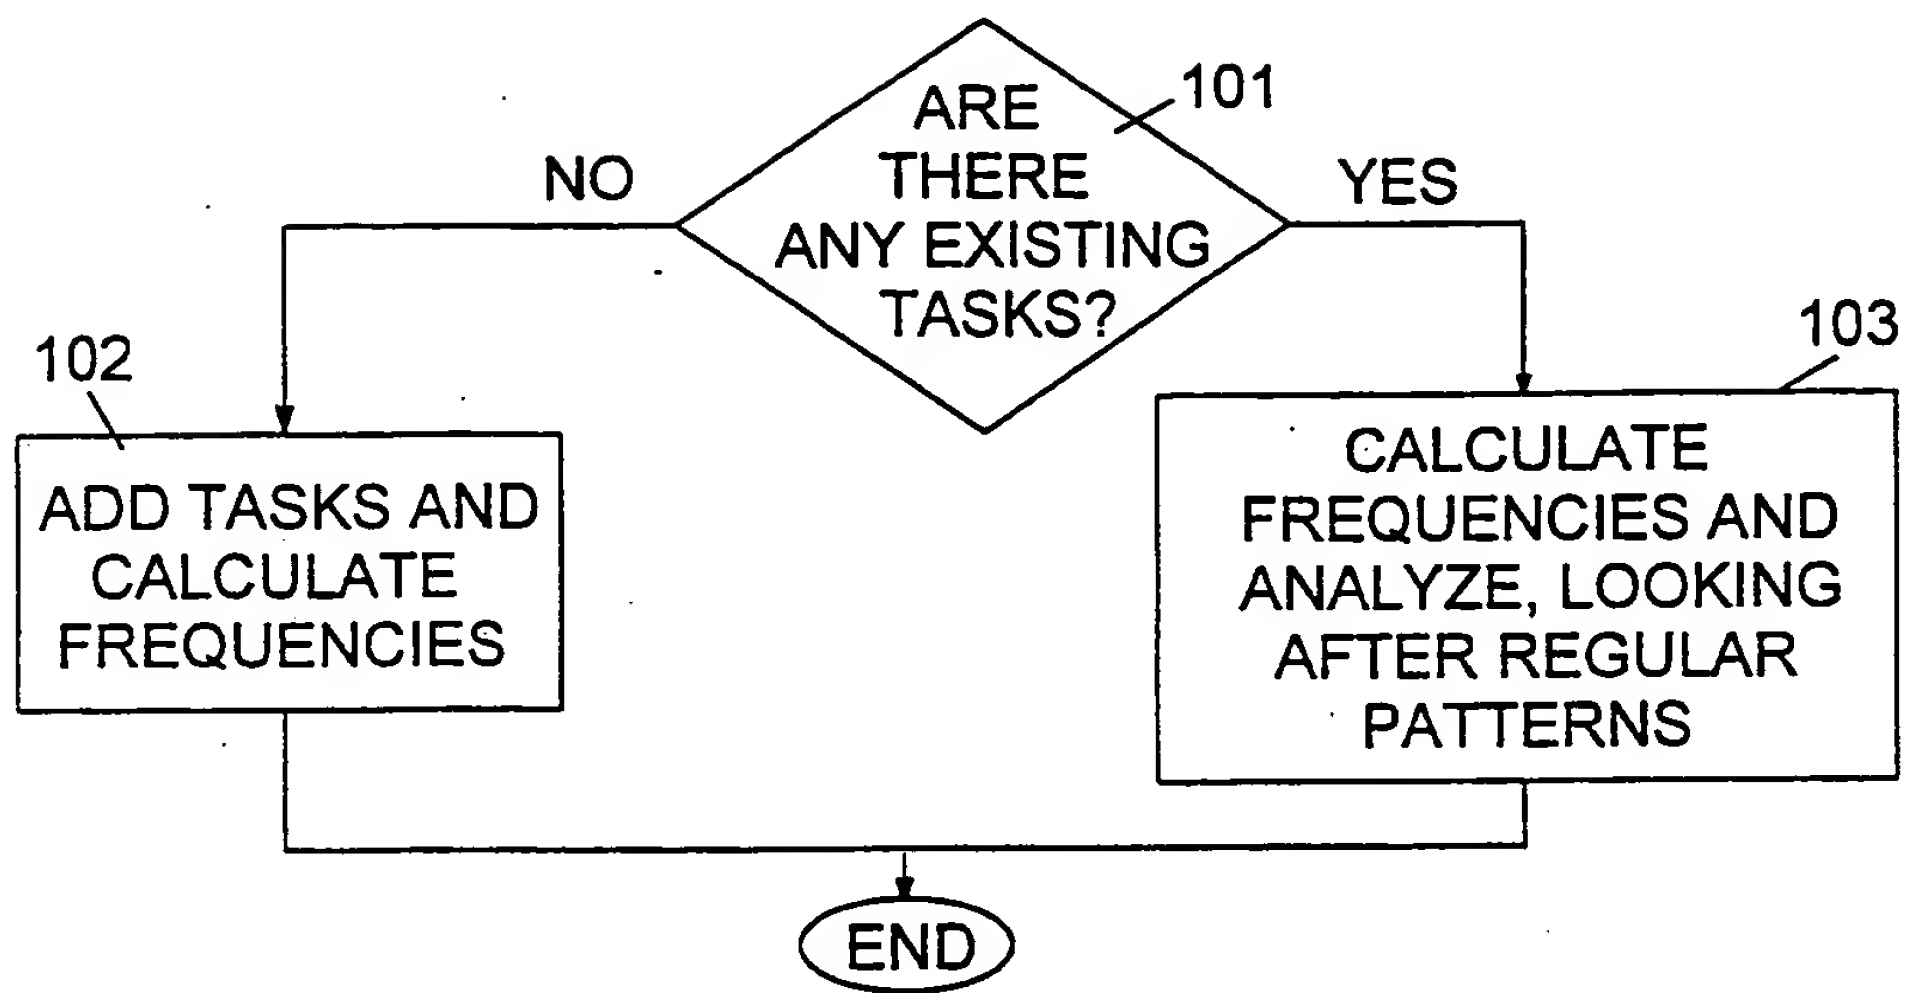 101
ARE
THERE
ANY EXISTING
TASKS?
NO
YES
102
ADD TASKS AND
CALCULATE
FREQUENCIES
103
CALCULATE
FREQUENCIES AND
ANALYZE, LOOKING
AFTER REGULAR
PATTERNS
END